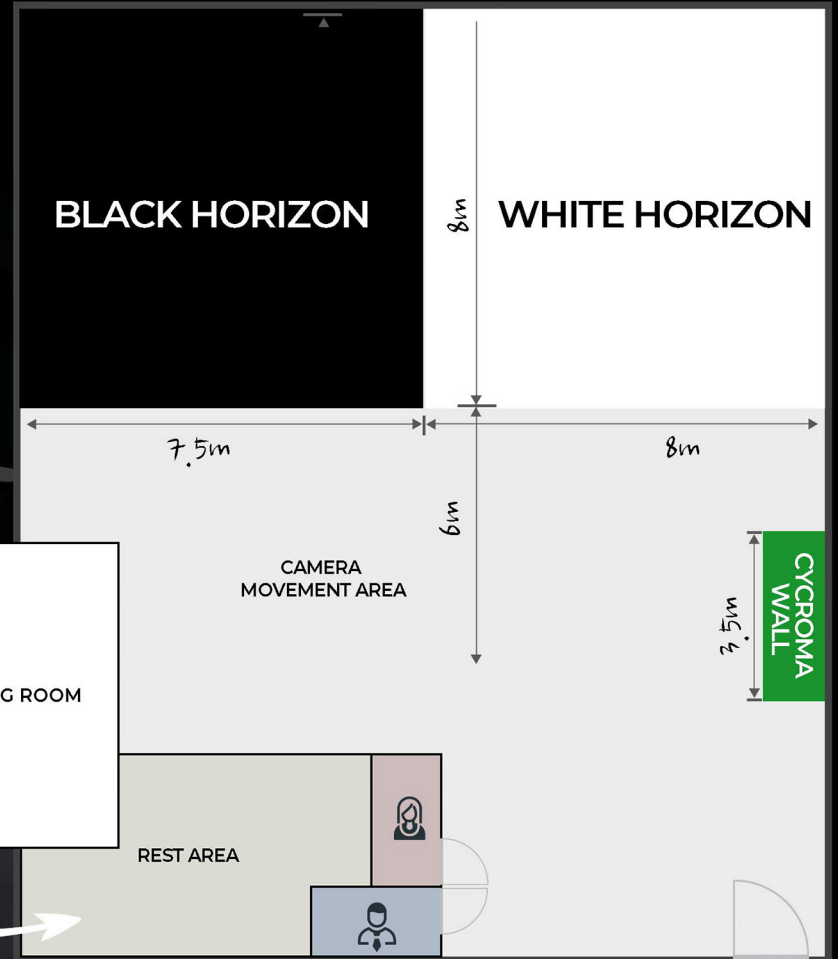 BLACK HORIZON
WHITE HORIZON
8m
7.5m
8m
6m
CAMERA
MOVEMENT AREA
CYCROMA
WALL
3.5m
G ROOM
REST AREA